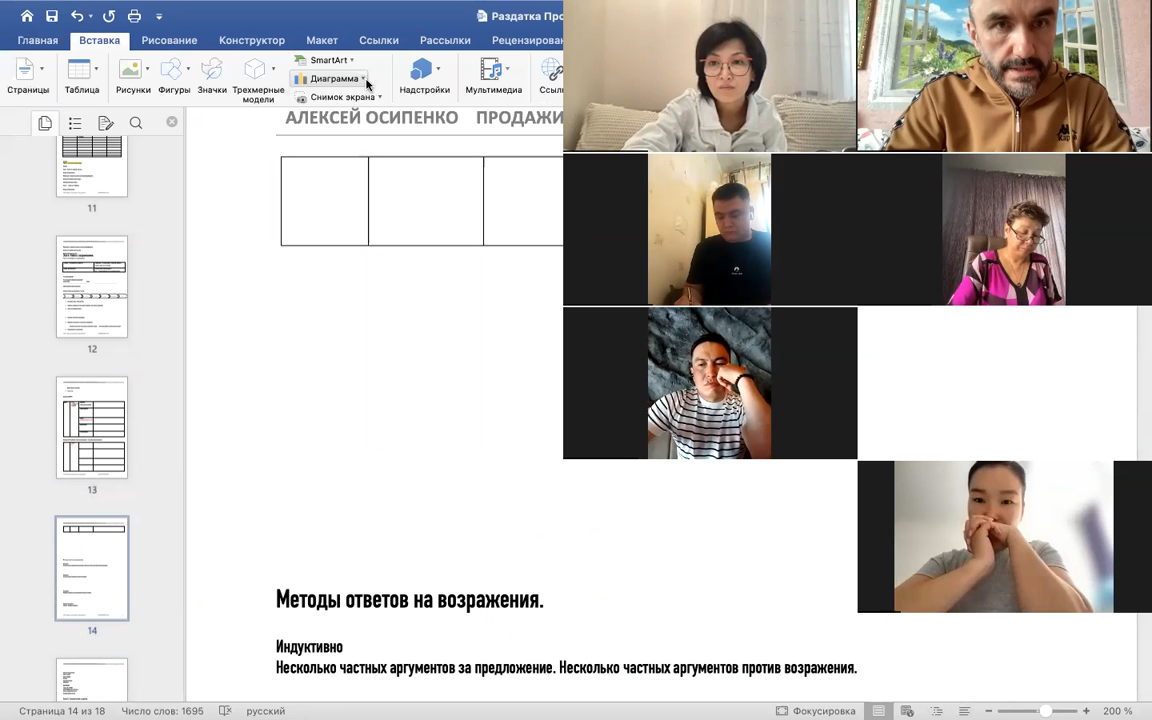 Раздатка Про
Главная Вставка Рисование Конструктор Макет Ссылки Рассылки Рецензирован
Страницы Таблица Рисунки Фигуры Значки Трехмерные модели SmartArt Диаграмма Снимок экрана Надстройки Мультимедиа Ссыл
АЛЕКСЕЙ ОСИПЕНКО ПРОДАЖИ
11
12
13
14
Методы ответов на возражения.
Индуктивно
Несколько частных аргументов за предложение. Несколько частных аргументов против возражения.
Страница 14 из 18 Число слов: 1695 русский Фокусировка 200 %